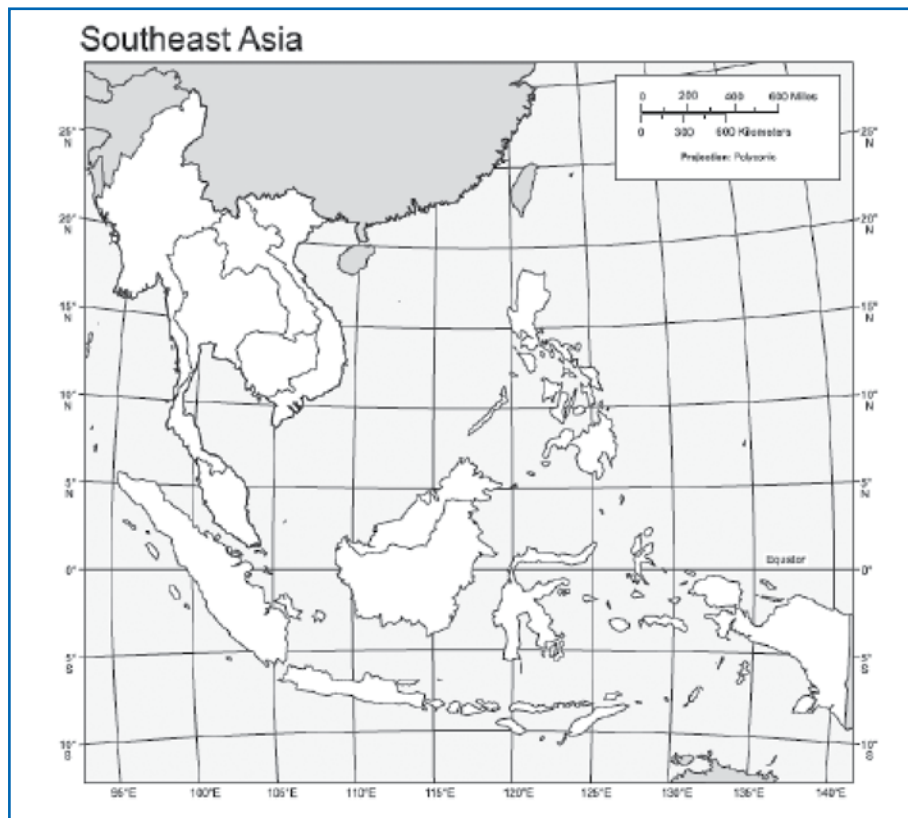 Southeast Asia
0 200 400 600 Miles
0 300 600 Kilometers
Projection: Polyconic
25°
N
25°
N
20°
N
20°
N
15°
N
15°
N
10°
N
10°
N
5°
N
5°
N
Equator
0°
0°
5°
S
5°
S
10°
S
10°
S
95°E 100°E 105°E 110°E 115°E 120°E 125°E 130°E 135°E 140°E